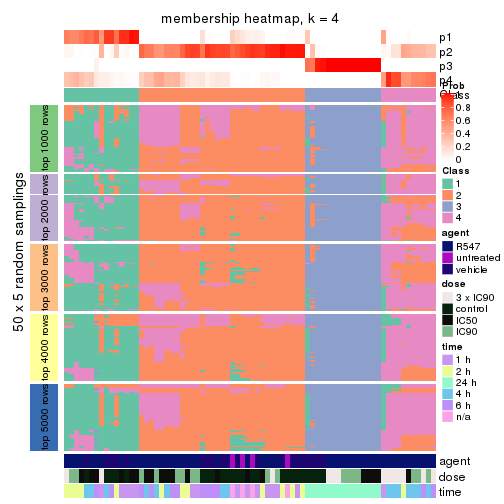 membership heatmap, k = 4
p1
p2
p3
p4
Prob
0.8
0.6
0.4
0.2
0
Class
1
2
3
4
agent
R547
untreated
vehicle
dose
3 x IC90
control
IC50
IC90
time
1 h
2 h
24 h
4 h
6 h
n/a
50 x 5 random samplings
top 1000 rows
top 2000 rows
top 3000 rows
top 4000 rows
top 5000 rows
agent
dose
time